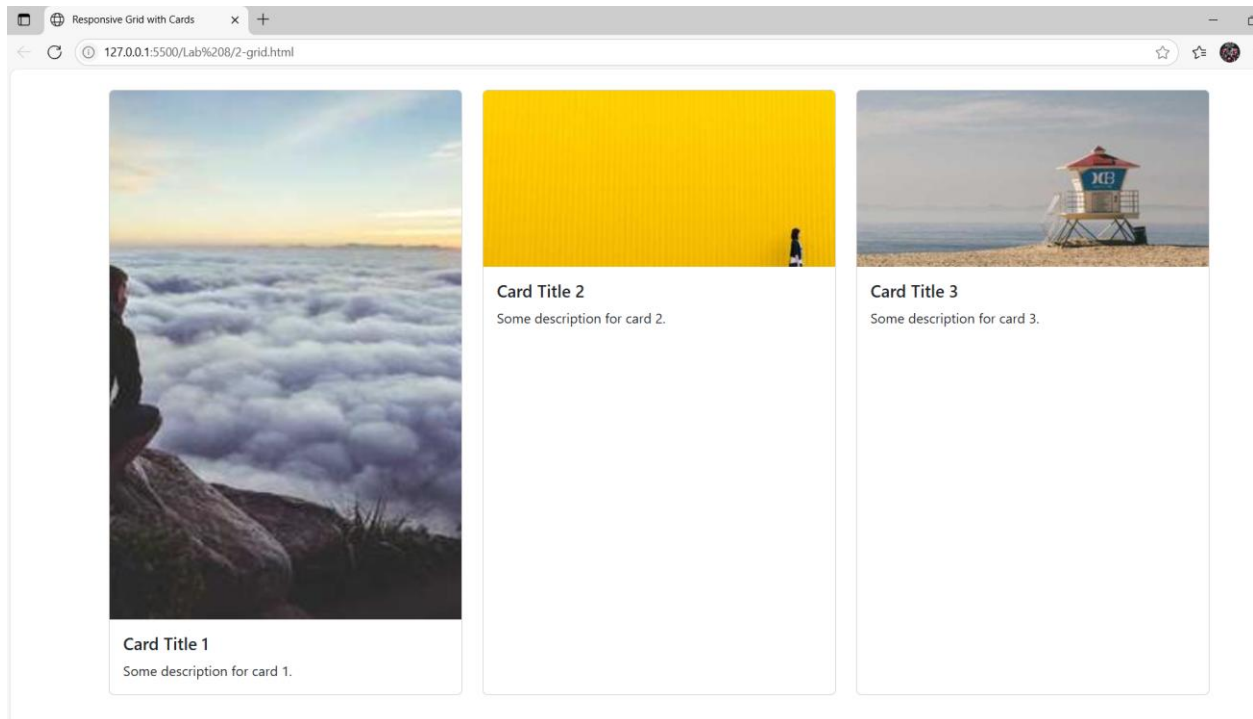 Responsive Grid with Cards
127.0.0.1:5500/Lab%208/2-grid.html
Card Title 2
Some description for card 2.
Card Title 3
Some description for card 3.
Card Title 1
Some description for card 1.